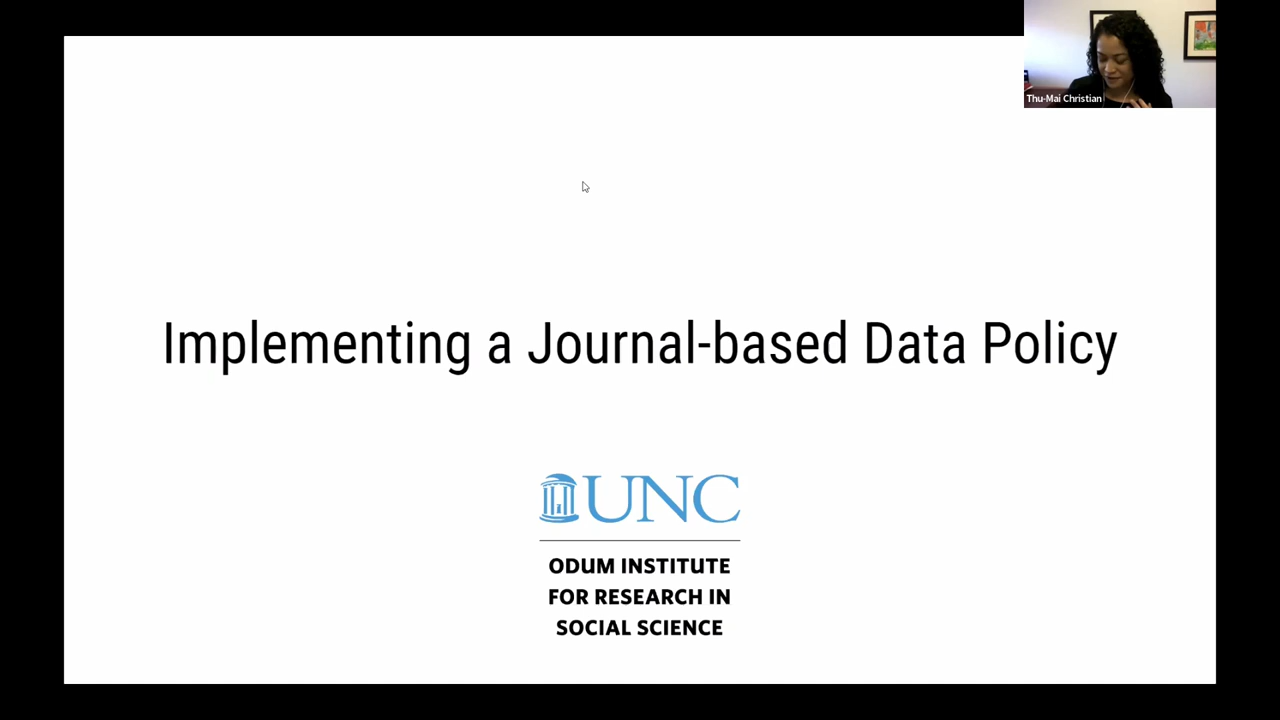 Thu-Mai Christian
Implementing a Journal-based Data Policy
UNC
ODUM INSTITUTE
FOR RESEARCH IN
SOCIAL SCIENCE